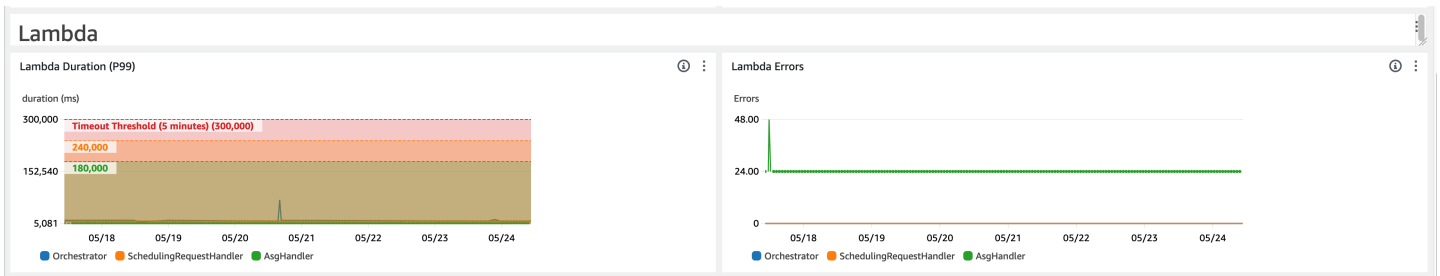 Lambda
Lambda Duration (P99)
duration (ms)
300,000
Timeout Threshold (5 minutes) (300,000)
240,000
180,000
152,540
5,081
05/18 05/19 05/20 05/21 05/22 05/23 05/24
Orchestrator SchedulingRequestHandler AsgHandler
Lambda Errors
Errors
48.00
24.00
0
05/18 05/19 05/20 05/21 05/22 05/23 05/24
Orchestrator SchedulingRequestHandler AsgHandler